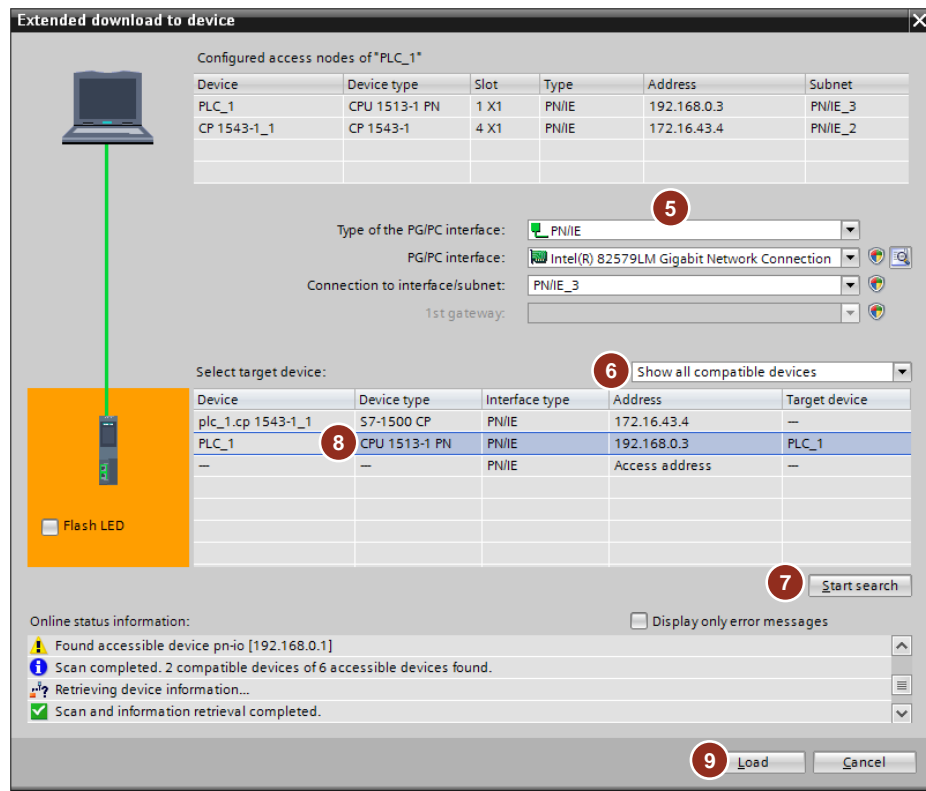 Extended download to device
Configured access nodes of "PLC_1"
Device Device type Slot Type Address Subnet
PLC_1 CPU 1513-1 PN 1 X1 PN/IE 192.168.0.3 PN/IE_3
CP 1543-1_1 CP 1543-1 4 X1 PN/IE 172.16.43.4 PN/IE_2
5
Type of the PG/PC interface: PN/IE
PG/PC interface: Intel(R) 82579LM Gigabit Network Connection
Connection to interface/subnet: PN/IE_3
1st gateway:
Select target device: 6 Show all compatible devices
Device Device type Interface type Address Target device
plc_1.cp 1543-1_1 S7-1500 CP PN/IE 172.16.43.4 —
PLC_1 8 CPU 1513-1 PN PN/IE 192.168.0.3 PLC_1
— — PN/IE Access address —
Flash LED
7 Start search
Online status information: Display only error messages
Found accessible device pn-io [192.168.0.1]
Scan completed. 2 compatible devices of 6 accessible devices found.
Retrieving device information...
Scan and information retrieval completed.
9 Load Cancel